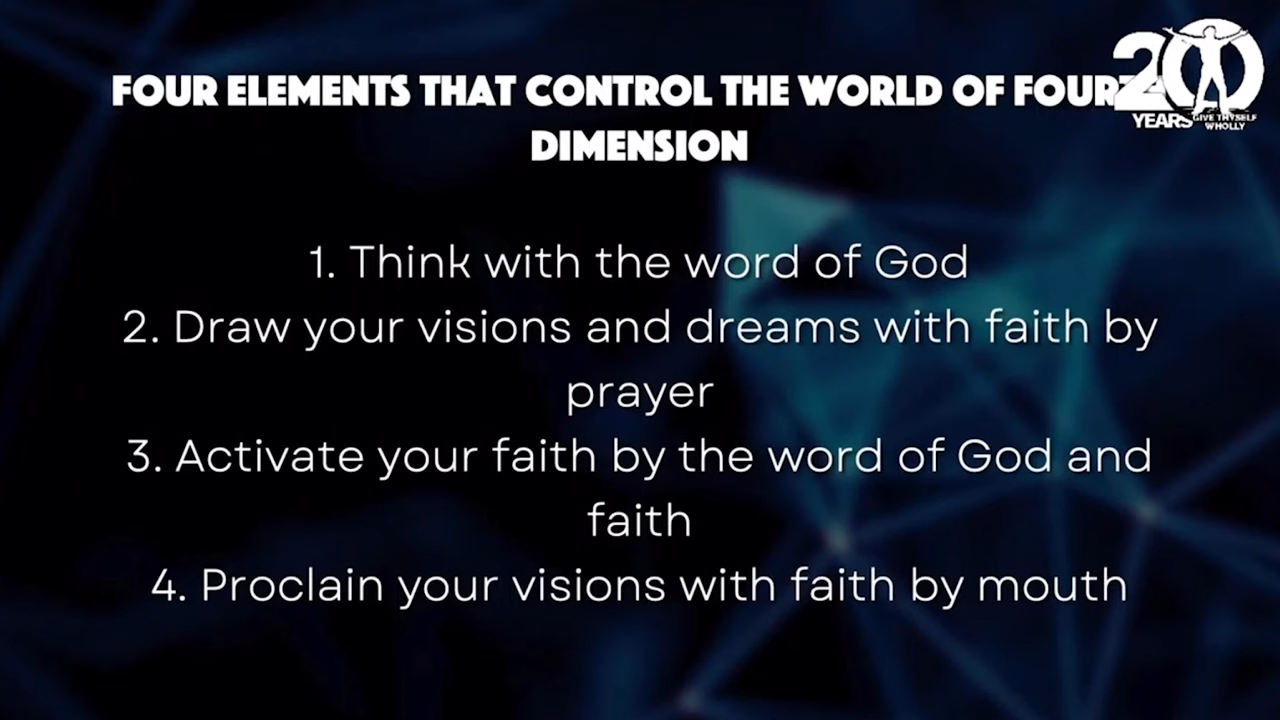 FOUR ELEMENTS THAT CONTROL THE WORLD OF FOUR
DIMENSION
20
YEARS
GIVE THYSELF
WHOLLY
1. Think with the word of God
2. Draw your visions and dreams with faith by
prayer
3. Activate your faith by the word of God and
faith
4. Proclain your visions with faith by mouth